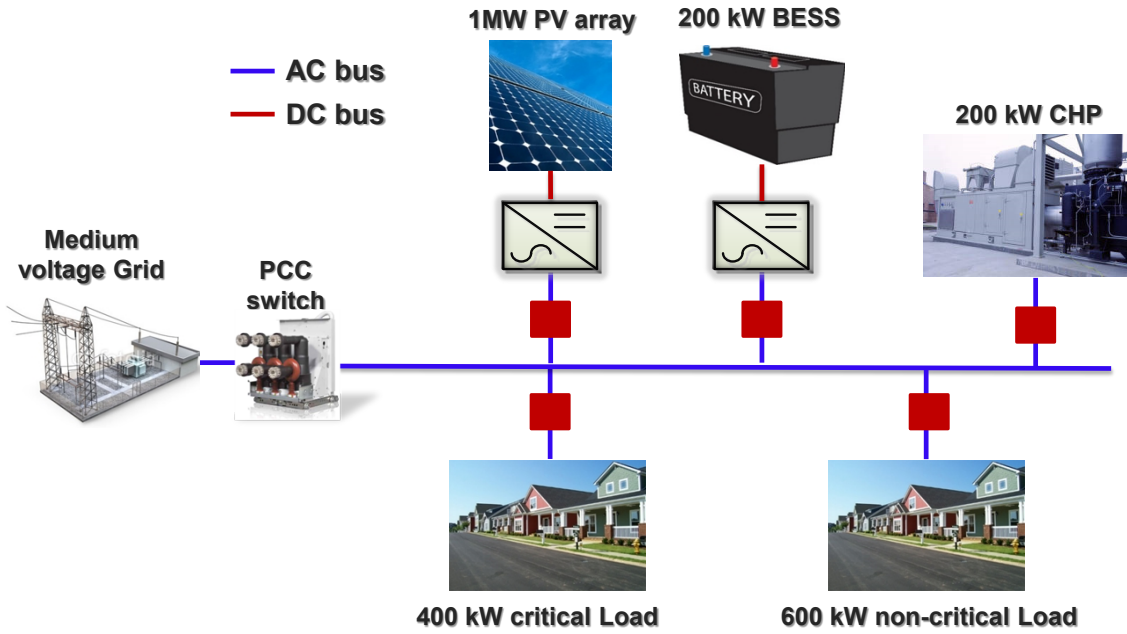 1MW PV array
200 kW BESS
AC bus
DC bus
BATTERY
200 kW CHP
Medium
voltage Grid
PCC
switch
400 kW critical Load
600 kW non-critical Load